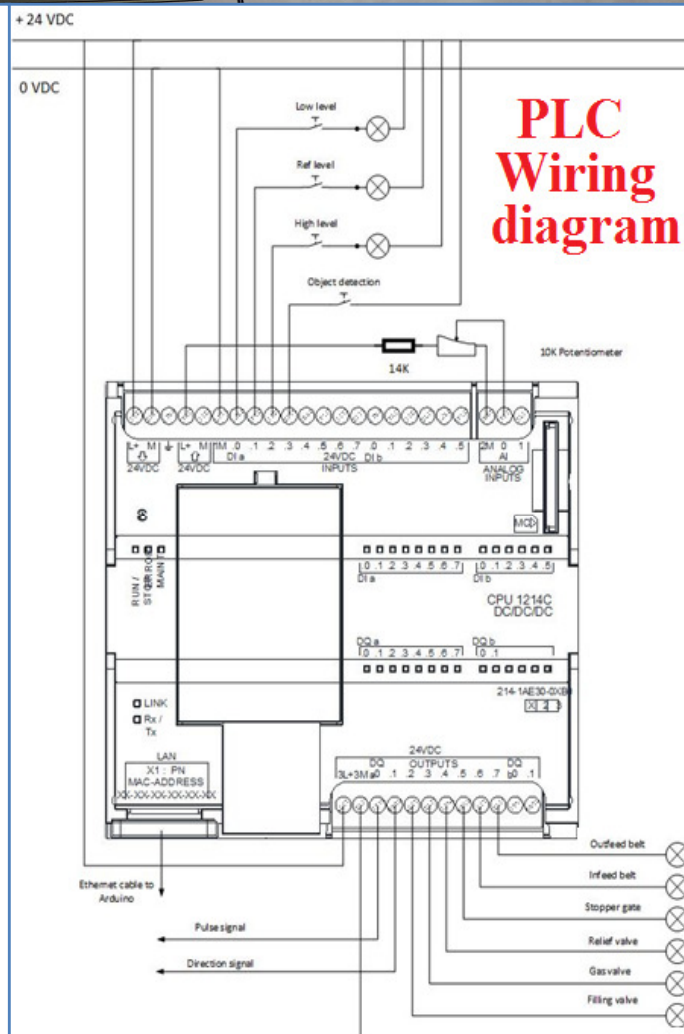 + 24 VDC
0 VDC
PLC
Wiring
diagram
Low level
Ref level
High level
Object detection
14K
10K Potentiometer
L+ M L+ M 1M .0 .1 .2 .3 .4 .5 .6 .7 .0 .1 .2 .3 .4 .5 2M 0 1
24VDC 24VDC DI a 24VDC DI b AI
INPUTS ANALOG
INPUTS
RUN /
STOP
ERROR
MAINT
.0 .1 .2 .3 .4 .5 .6 .7 .0 .1 .2 .3 .4 .5
DI a DI b
CPU 1214C
DC/DC/DC
DQ a DQ b
.0 .1 .2 .3 .4 .5 .6 .7 .0 .1
LINK
Rx /
Tx
LAN
X1 : PN
MAC-ADDRESS
XX-XX-XX-XX-XX-XX
X 2 3
24VDC
DQ OUTPUTS DQ
3L+ 3M a.0 .1 .2 .3 .4 .5 .6 .7 b.0 .1
Ethernet cable to
Arduino
Pulse signal
Direction signal
Outfeed belt
Infeed belt
Stopper gate
Relief valve
Gas valve
Filling valve